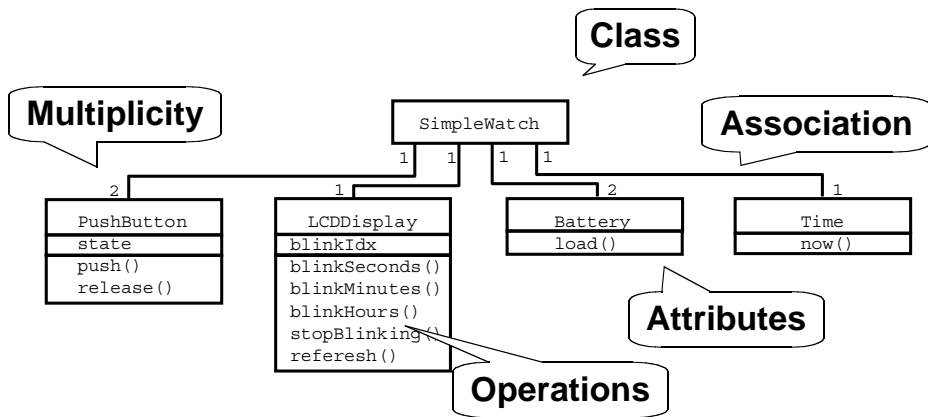 Class
Multiplicity
SimpleWatch
Association
1 1 1 1
2 1 2 1
PushButton
state
push()
release()
LCDDisplay
blinkIdx
blinkSeconds()
blinkMinutes()
blinkHours()
stopBlinking()
referesh()
Battery
load()
Time
now()
Attributes
Operations